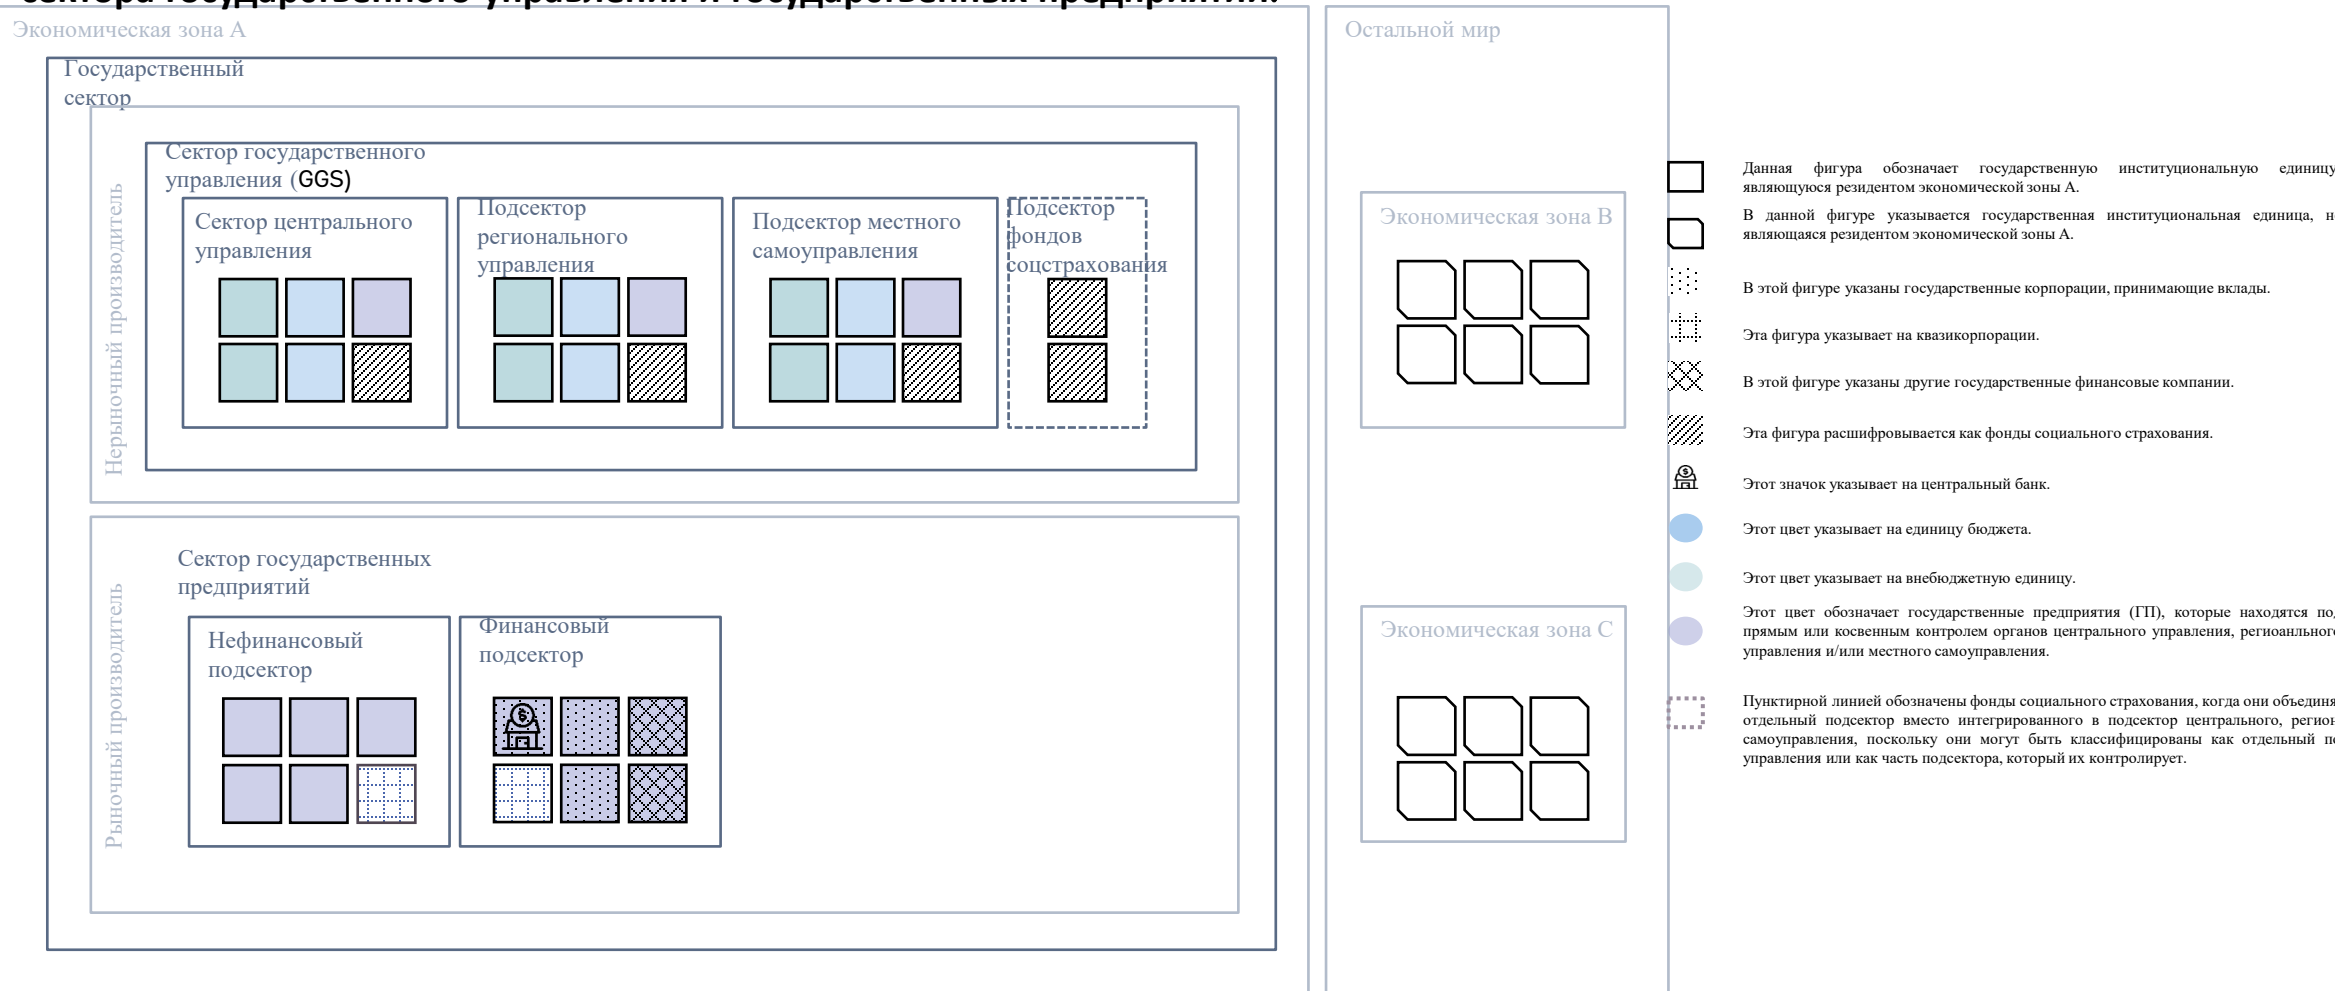 сектора государственного управления и государственных предприятий.
Экономическая зона А
Остальной мир
Государственный
сектор
Нерыночный производитель
Сектор государственного
управления (GGS)
Сектор центрального
управления
Подсектор
регионального
управления
Подсектор местного
самоуправления
Подсектор
фондов
соцстрахования
Рыночный производитель
Сектор государственных
предприятий
Нефинансовый
подсектор
Финансовый
подсектор
Экономическая зона В
Экономическая зона С
Данная фигура обозначает государственную институциональную единицу
являющуюся резидентом экономической зоны А.
В данной фигуре указывается государственная институциональная единица,
являющаяся резидентом экономической зоны А.
В этой фигуре указаны государственные корпорации, принимающие вклады.
Эта фигура указывает на квазикорпорации.
В этой фигуре указаны другие государственные финансовые компании.
Эта фигура расшифровывается как фонды социального страхования.
Этот значок указывает на центральный банк.
Этот цвет указывает на единицу бюджета.
Этот цвет указывает на внебюджетную единицу.
Этот цвет обозначает государственные предприятия (ГП), которые находятся
прямым или косвенным контролем органов центрального управления,
управления и/или местного самоуправления.
Пунктирной линией обозначены фонды социального страхования, когда они
отдельный подсектор вместо интегрированного в подсектор центрального,
самоуправления, поскольку они могут быть классифицированы как отдельный
управления или как часть подсектора, который их контролирует.